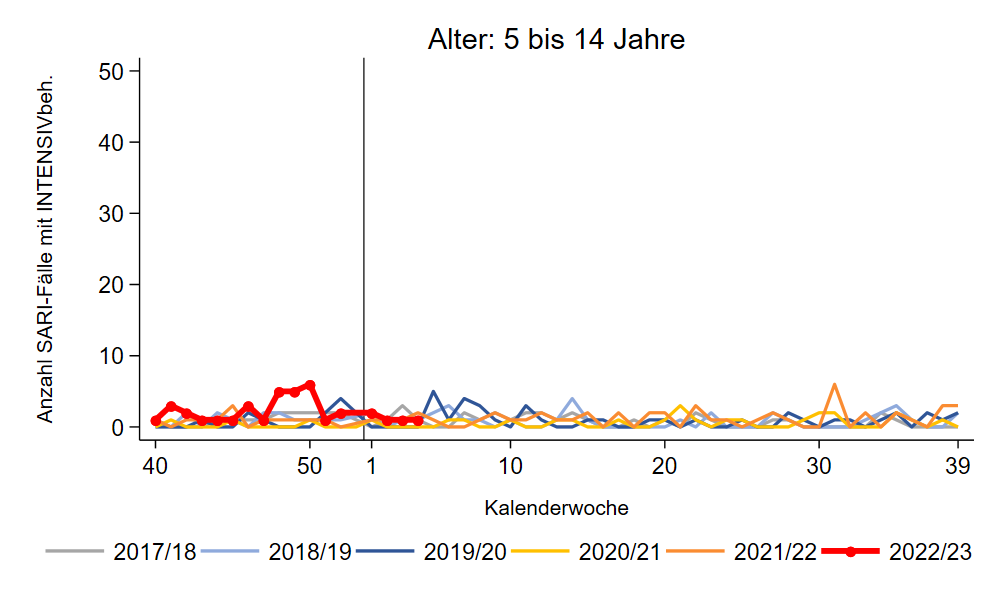 Alter: 5 bis 14 Jahre
Anzahl SARI-Fälle mit INTENSIVbeh.
50
40
30
20
10
0
40 50 1 10 20 30 39
Kalenderwoche
2017/18 2018/19 2019/20 2020/21 2021/22 2022/23